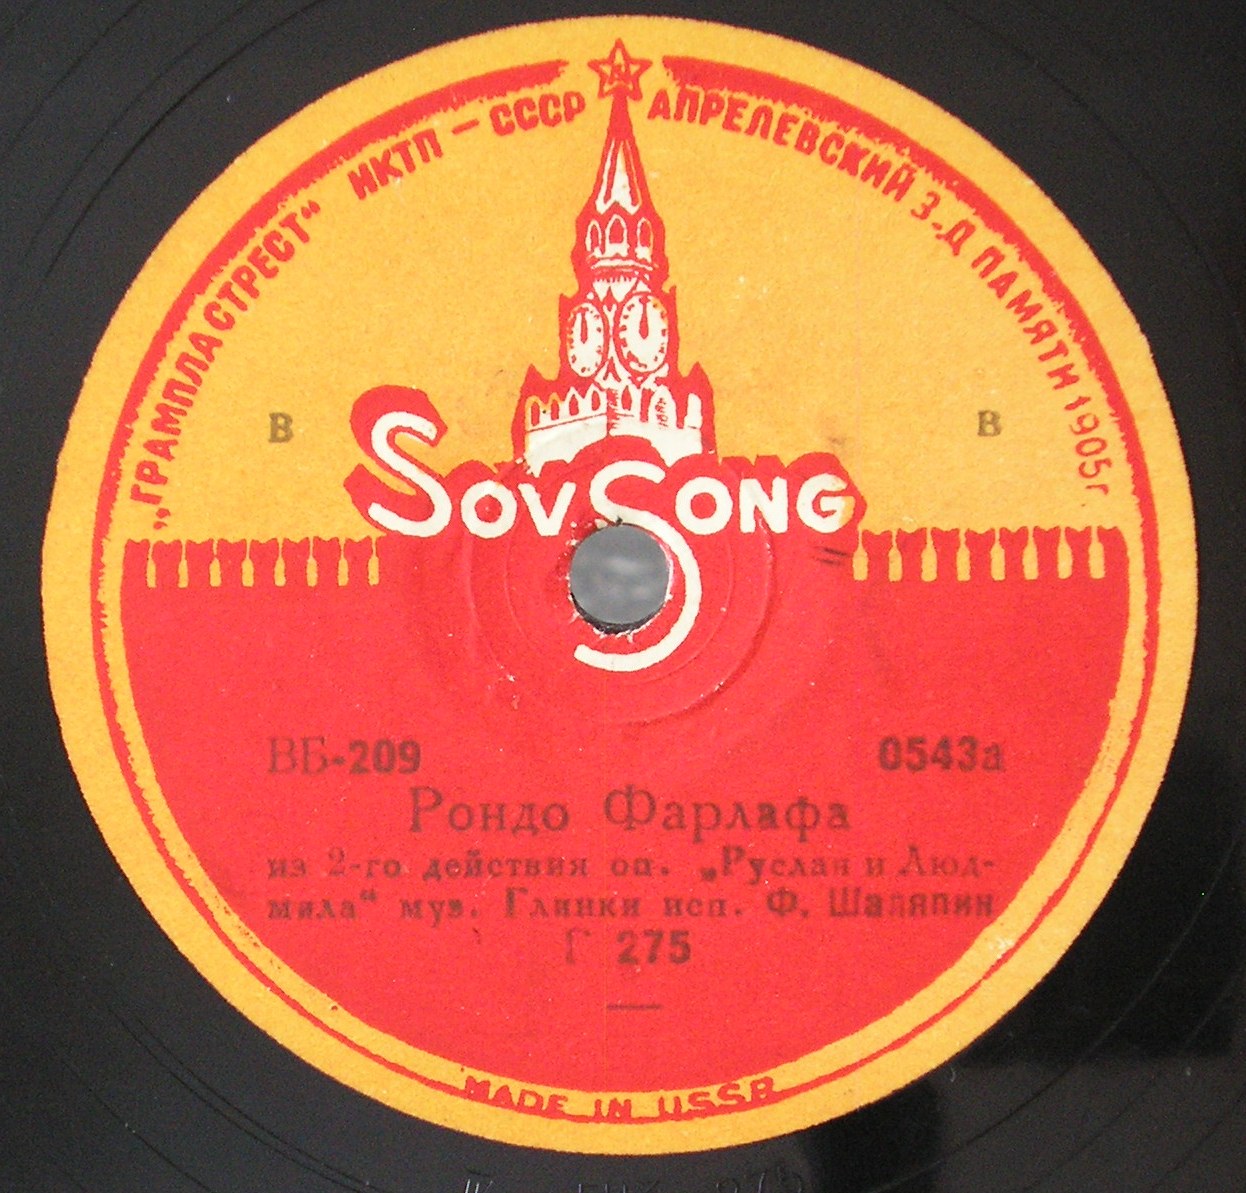 „ГРАМПЛАСТРЕСТ“ НКТП – СССР АПРЕЛЕВСКИЙ З-Д ПАМЯТИ 1905 г
В В
SOVSONG
ВБ-209 0543а
Рондо Фарлафа
из 2-го действия оп. „Руслан и Люд-
мила“ муз. Глинки исп. Ф. Шаляпин
Г 275
MADE IN USSR